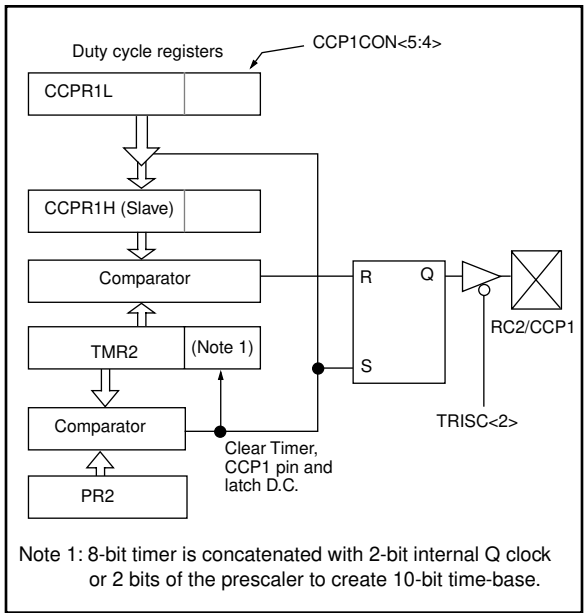 Duty cycle registers
CCP1CON<5:4>
CCPR1L
CCPR1H (Slave)
Comparator
R
Q
S
RC2/CCP1
TMR2
(Note 1)
TRISC<2>
Comparator
Clear Timer,
CCP1 pin and
latch D.C.
PR2
Note 1: 8-bit timer is concatenated with 2-bit internal Q clock
or 2 bits of the prescaler to create 10-bit time-base.